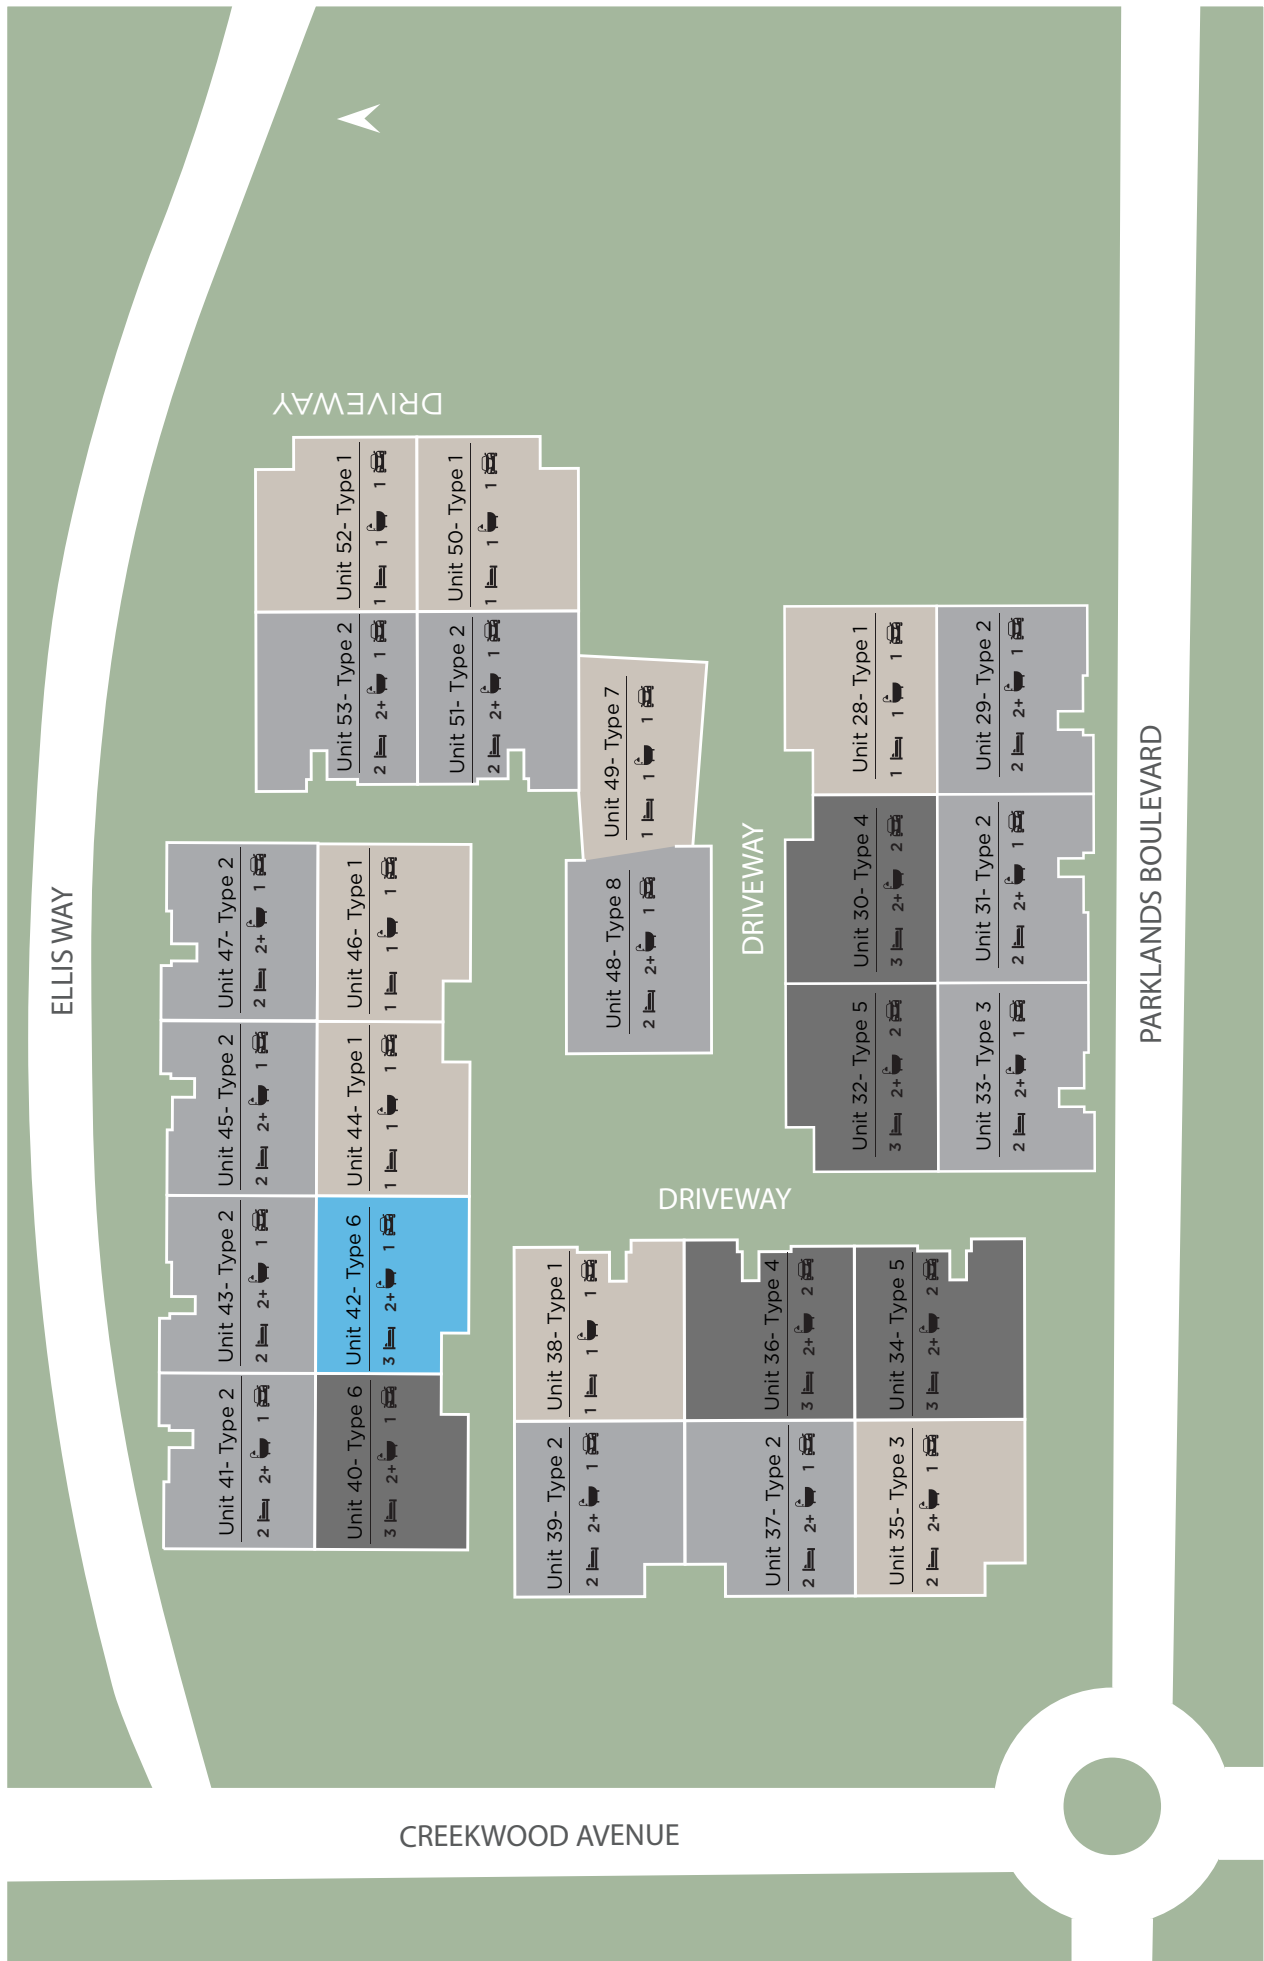 DRIVEWAY
Unit 52- Type 1
1 1 1
Unit 50- Type 1
1 1 1
Unit 53- Type 2
2 2+ 1
Unit 51- Type 2
2 2+ 1
Unit 49- Type 7
1 1 1
Unit 48- Type 8
2 2+ 1
DRIVEWAY
Unit 28- Type 1
1 1 1
Unit 29- Type 2
2 2+ 1
Unit 30- Type 4
3 2+ 2
Unit 31- Type 2
2 2+ 1
Unit 32- Type 5
3 2+ 2
Unit 33- Type 3
2 2+ 1
PARKLANDS BOULEVARD
ELLIS WAY
Unit 47- Type 2
2 2+ 1
Unit 46- Type 1
1 1 1
Unit 45- Type 2
2 2+ 1
Unit 44- Type 1
1 1 1
Unit 43- Type 2
2 2+ 1
Unit 42- Type 6
3 2+ 1
Unit 41- Type 2
2 2+ 1
Unit 40- Type 6
3 2+ 1
DRIVEWAY
Unit 38- Type 1
1 1 1
Unit 36- Type 4
3 2+ 2
Unit 34- Type 5
3 2+ 2
Unit 39- Type 2
2 2+ 1
Unit 37- Type 2
2 2+ 1
Unit 35- Type 3
2 2+ 1
CREEKWOOD AVENUE